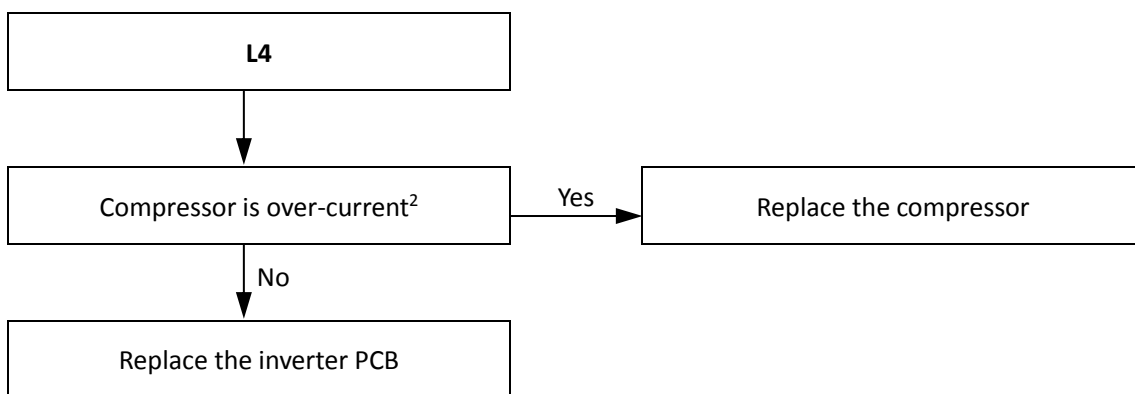 L4
Compressor is over-current²
Yes
Replace the compressor
No
Replace the inverter PCB